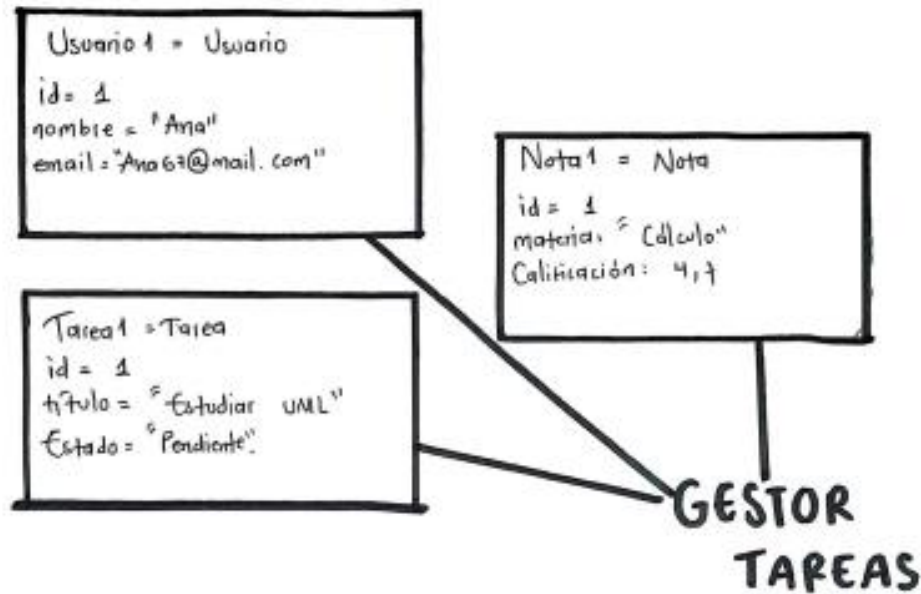 Usuario1 = Usuario
id= 1
nombre = "Ana"
email="Ana67@mail.com"
Nota1 = Nota
id = 1
materia: "Cálculo"
Calificación: 4,7
Tarea1 = Tarea
id = 1
título = "Estudiar UML"
Estado= "Pendiente".
GESTOR
TAREAS